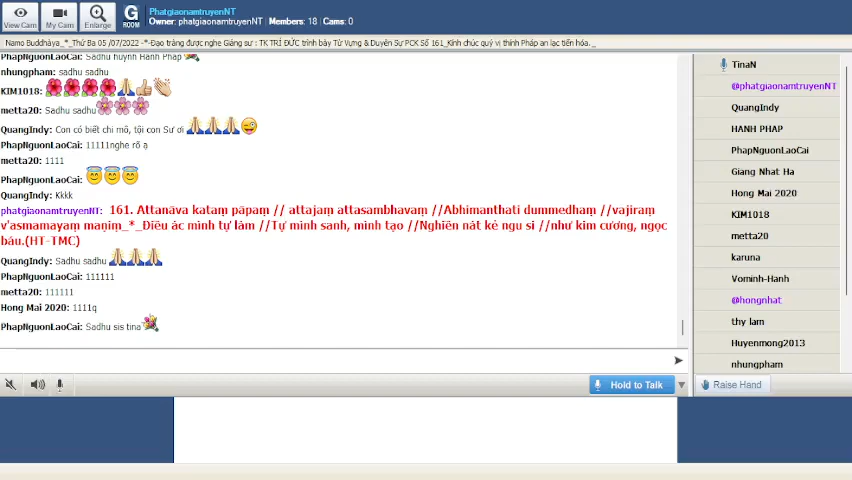 View Cam
My Cam
Enlarge
G
ROOM
PhatgiaonamtruyenNT
Owner: phatgiaonamtruyenNT | Members: 18 | Cams: 0
Namo Buddhàya_*_Thứ Ba 05 /07/2022 -*-Đạo tràng được nghe Giảng sư : TK TRÍ ĐỨC trình bày Từ Vựng & Duyên Sự PCK Số 161_Kính chúc quý vị thính Pháp an lạc tiến hóa._
PhapNguonLaoCai: Sadhu huynh Hanh Phap
nhungpham: sadhu sadhu
KIM1018:
metta20: Sadhu sadhu
QuangIndy: Con có biết chi mô, tội con Sư ơi
PhapNguonLaoCai: 11111nghe rõ ạ
metta20: 1111
PhapNguonLaoCai:
QuangIndy: Kkkk
phatgiaonamtruyenNT: 161. Attanāva kataṃ pāpaṃ // attajaṃ attasambhavaṃ //Abhimanthati dummedhaṃ //vajiraṃ
v'asmamayaṃ maṇiṃ_*_Điều ác mình tự làm //Tự mình sanh, mình tạo //Nghiền nát kẻ ngu si //như kim cương, ngọc
báu.(HT-TMC)
QuangIndy: Sadhu sadhu
PhapNguonLaoCai: 111111
metta20: 111111
Hong Mai 2020: 1111q
PhapNguonLaoCai: Sadhu sis tina
Hold to Talk
TinaN
@phatgiaonamtruyenNT
QuangIndy
HANH PHAP
PhapNguonLaoCai
Giang Nhat Ha
Hong Mai 2020
KIM1018
metta20
karuna
Vominh-Hanh
@hongnhat
thy lam
Huyenmong2013
nhungpham
Raise Hand